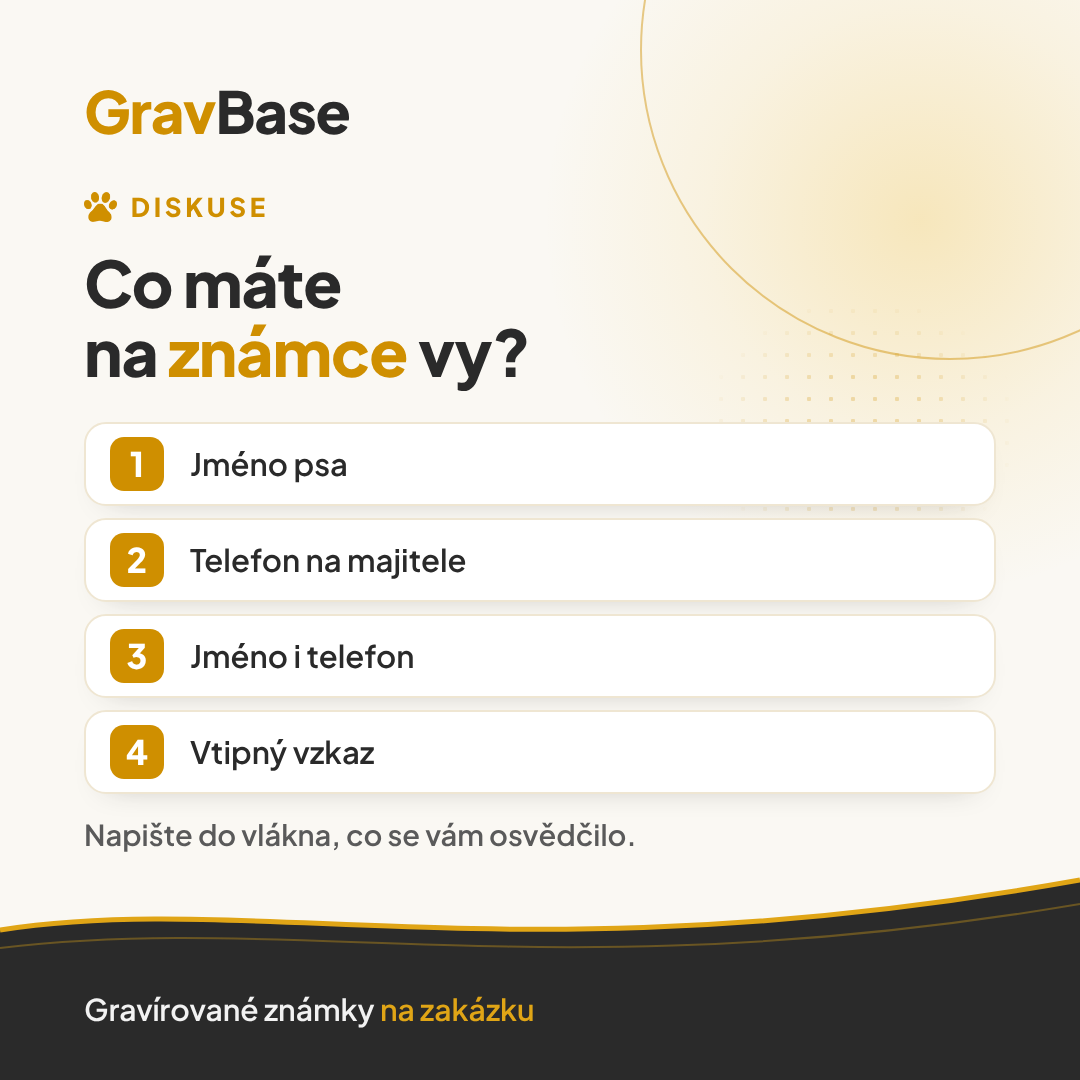 GravBase
DISKUSE
Co máte
na známce vy?
1 Jméno psa
2 Telefon na majitele
3 Jméno i telefon
4 Vtipný vzkaz
Napište do vlákna, co se vám osvědčilo.
Gravírované známky na zakázku